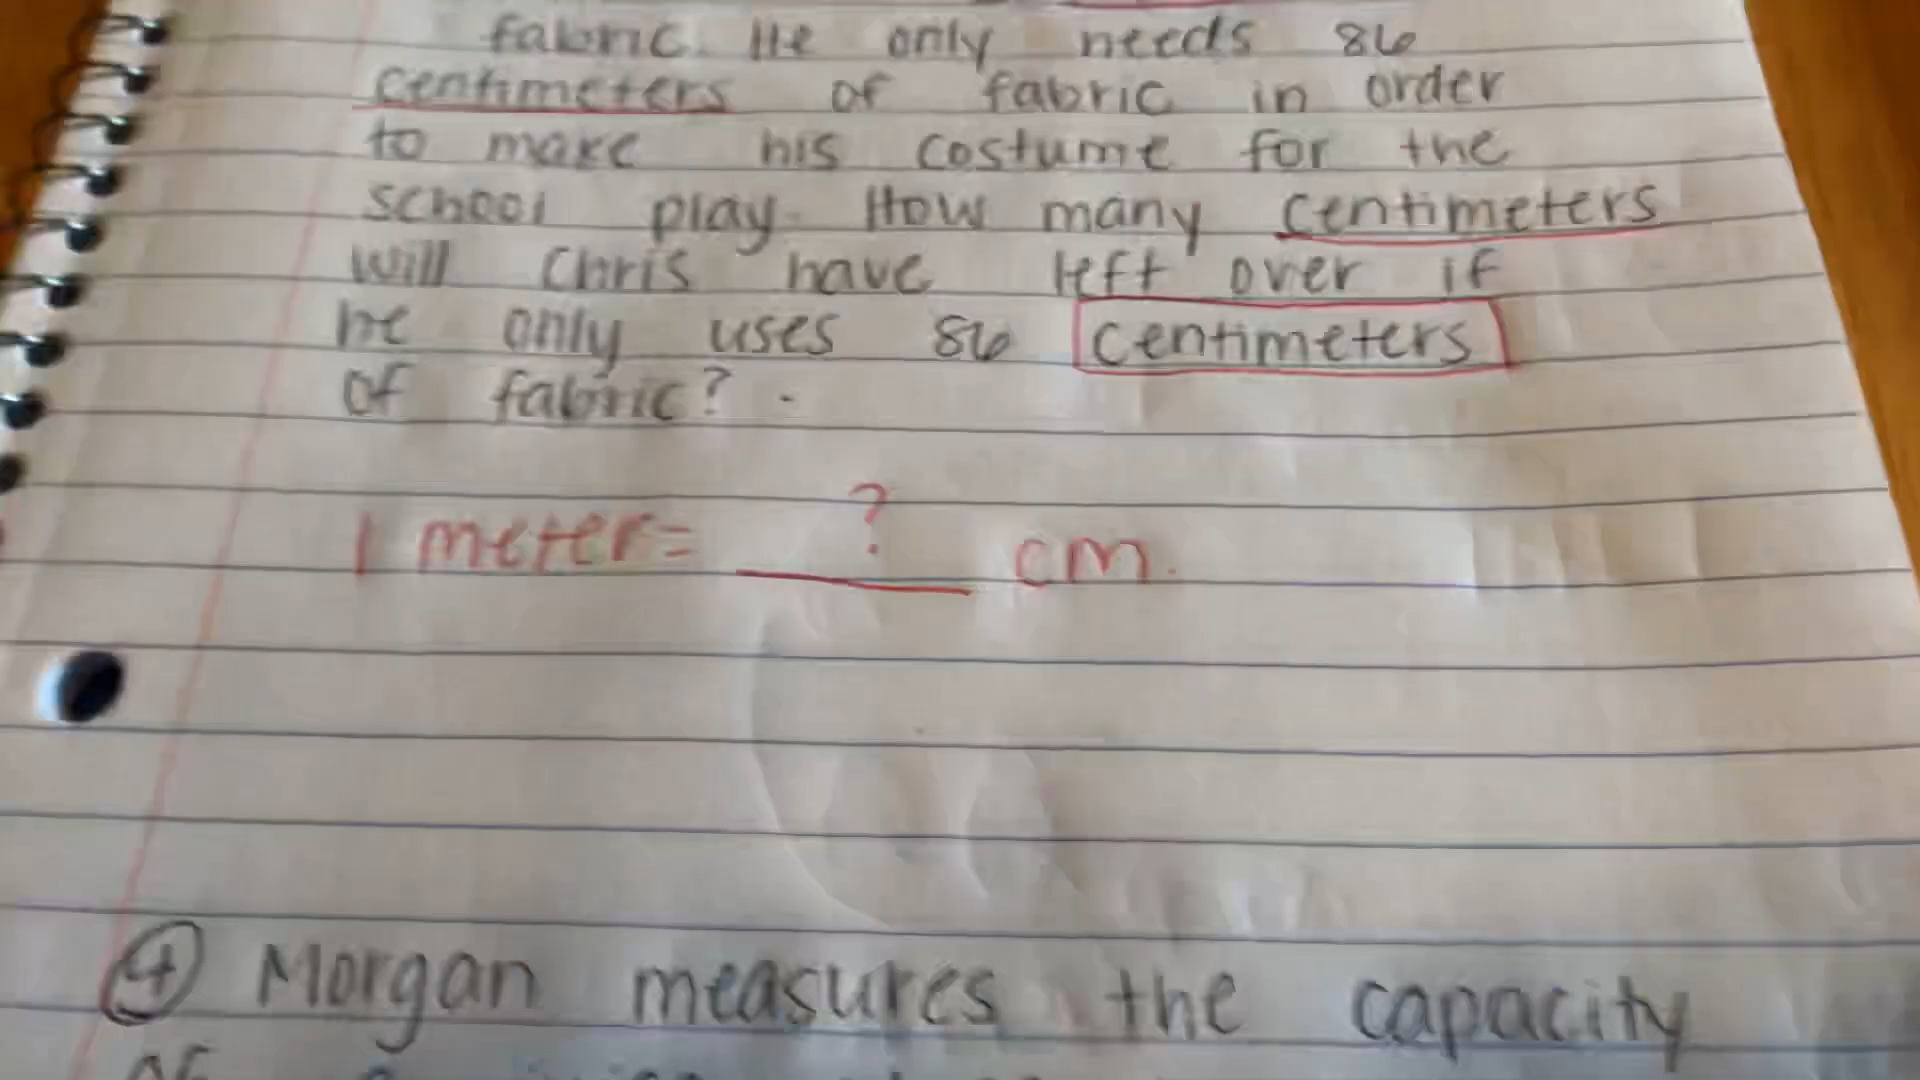 fabric. He only needs 86
centimeters of fabric in order
to make his costume for the
school play. How many centimeters
will Chris have left over if
he only uses 86 centimeters
of fabric?
1 meter= ? cm.
4 Morgan measures the capacity
of